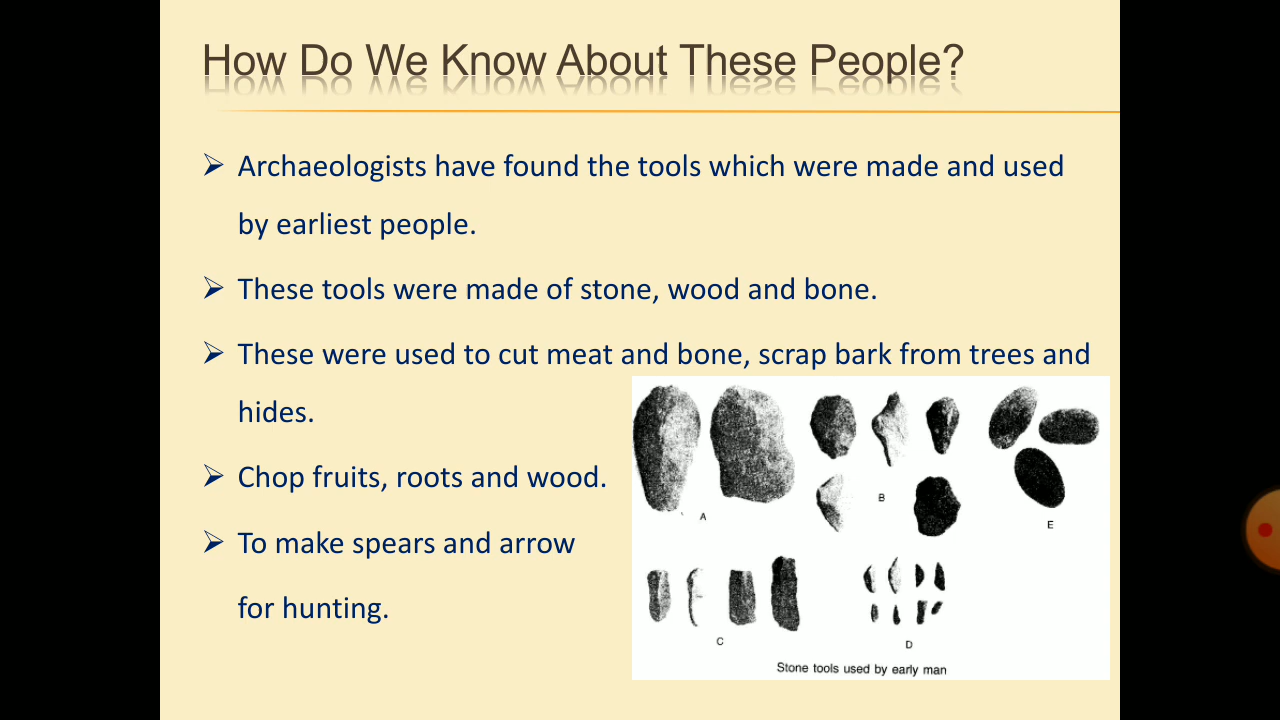 How Do We Know About These People?
➢ Archaeologists have found the tools which were made and used
by earliest people.
➢ These tools were made of stone, wood and bone.
➢ These were used to cut meat and bone, scrap bark from trees and
hides.
➢ Chop fruits, roots and wood.
➢ To make spears and arrow
for hunting.
A
B
E
C
D
Stone tools used by early man